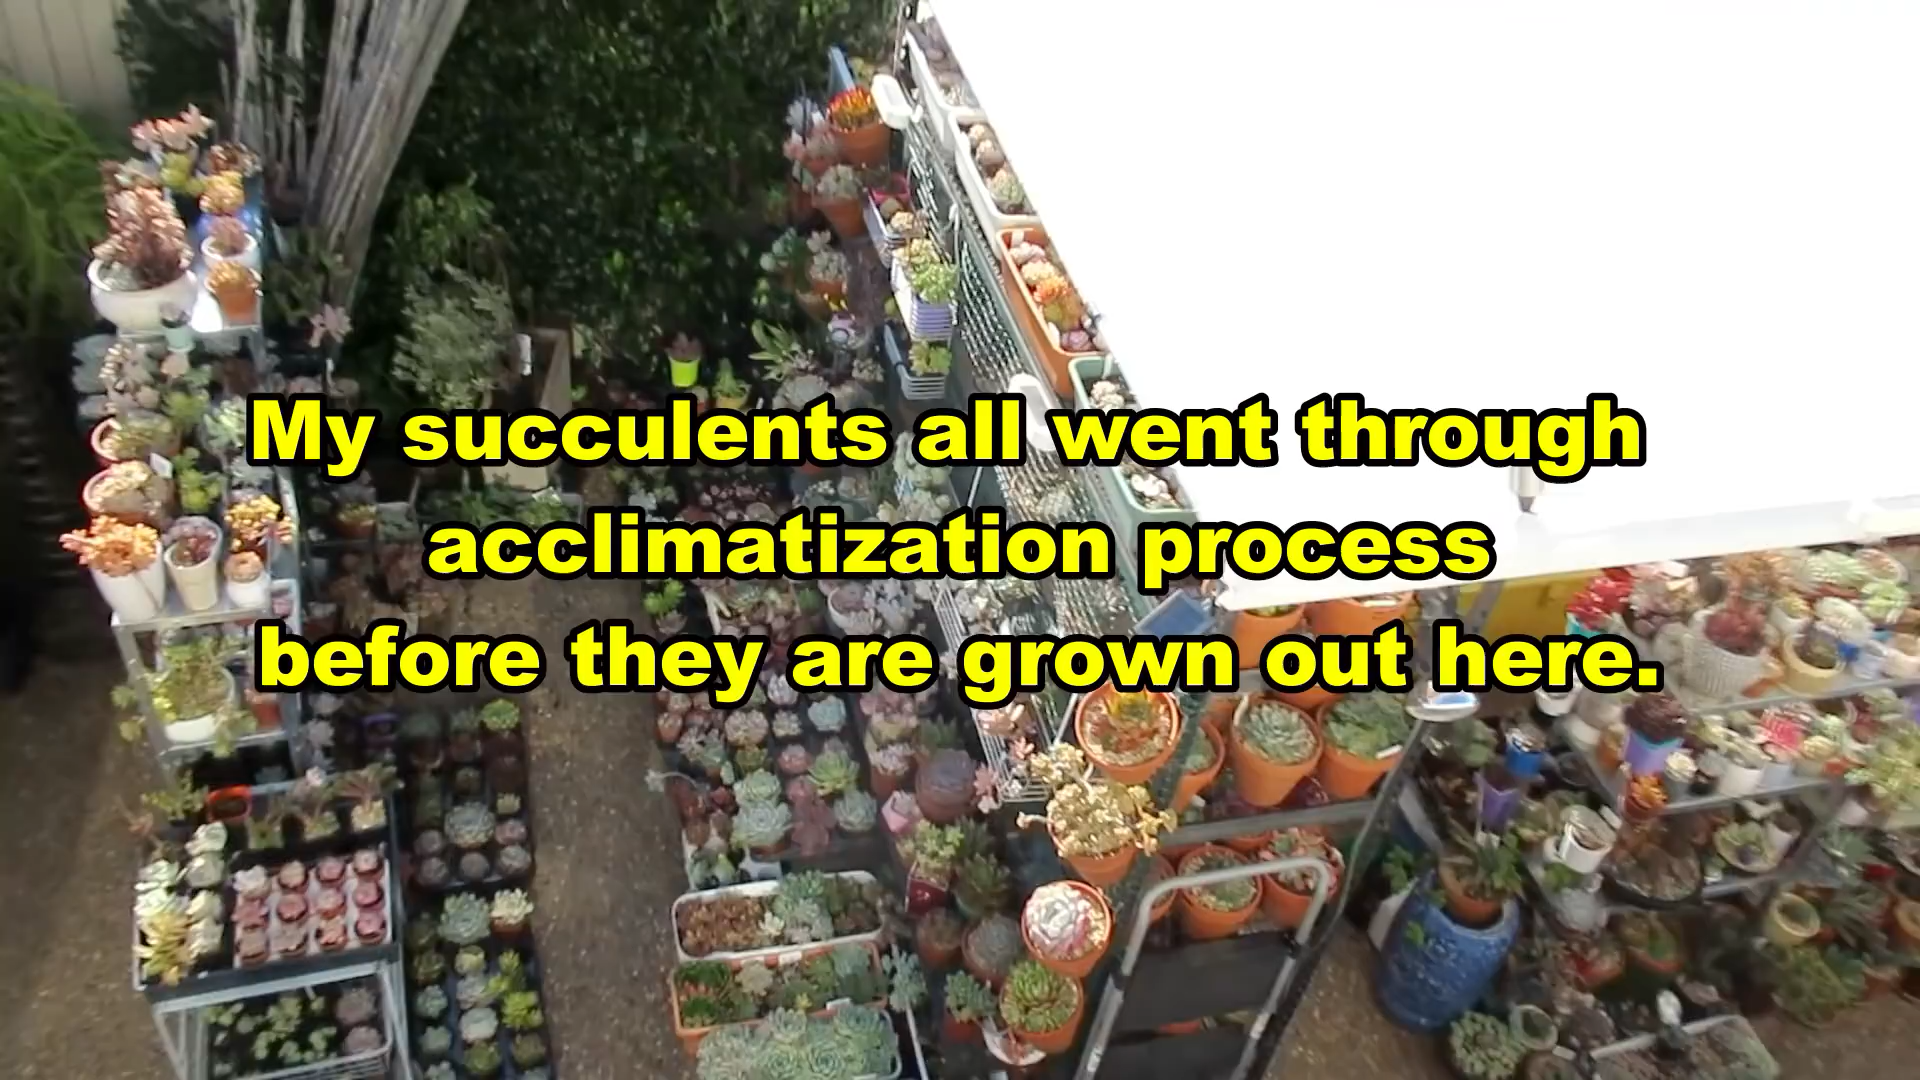 My succulents all went through
acclimatization process
before they are grown out here.